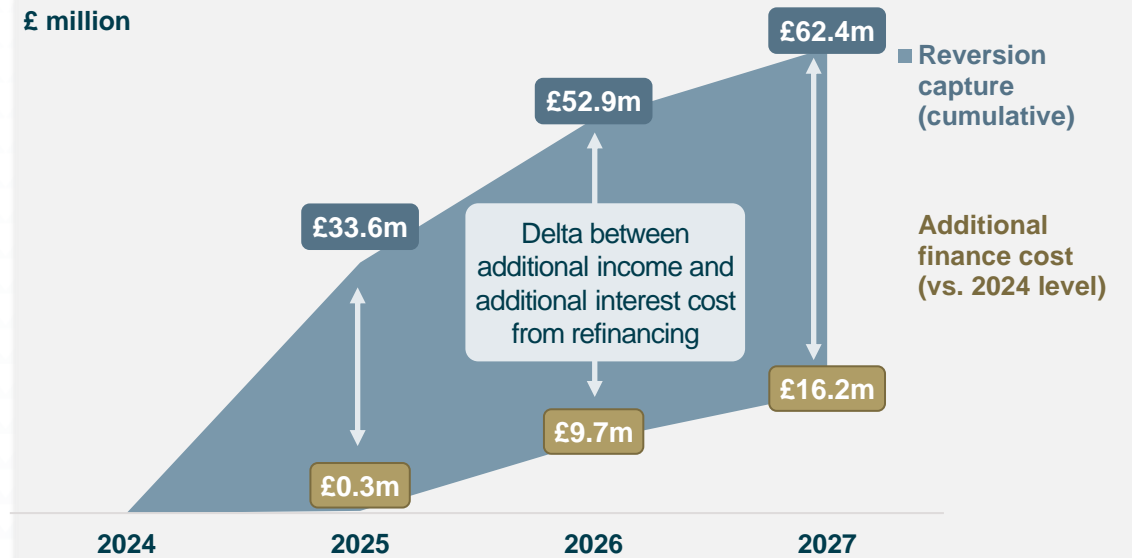 £ million
£62.4m
Reversion
capture
(cumulative)
£52.9m
£33.6m
Delta between
additional income and
additional interest cost
from refinancing
Additional
finance cost
(vs. 2024 level)
£16.2m
£9.7m
£0.3m
2024 2025 2026 2027